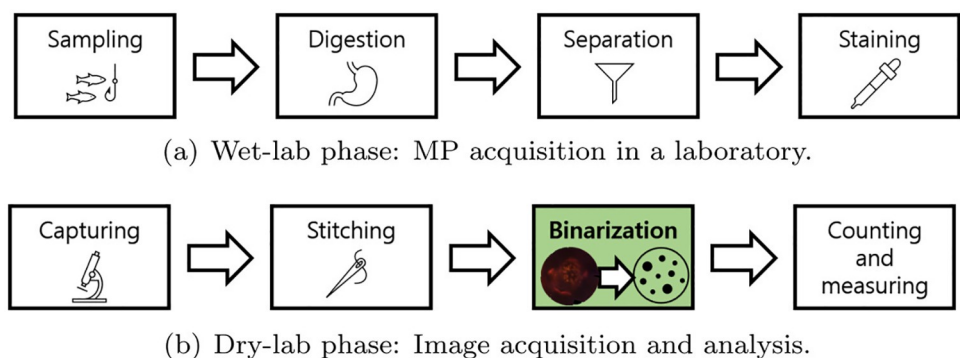 Sampling
Digestion
Separation
Staining
(a) Wet-lab phase: MP acquisition in a laboratory.
Capturing
Stitching
Binarization
Counting
and
measuring
(b) Dry-lab phase: Image acquisition and analysis.